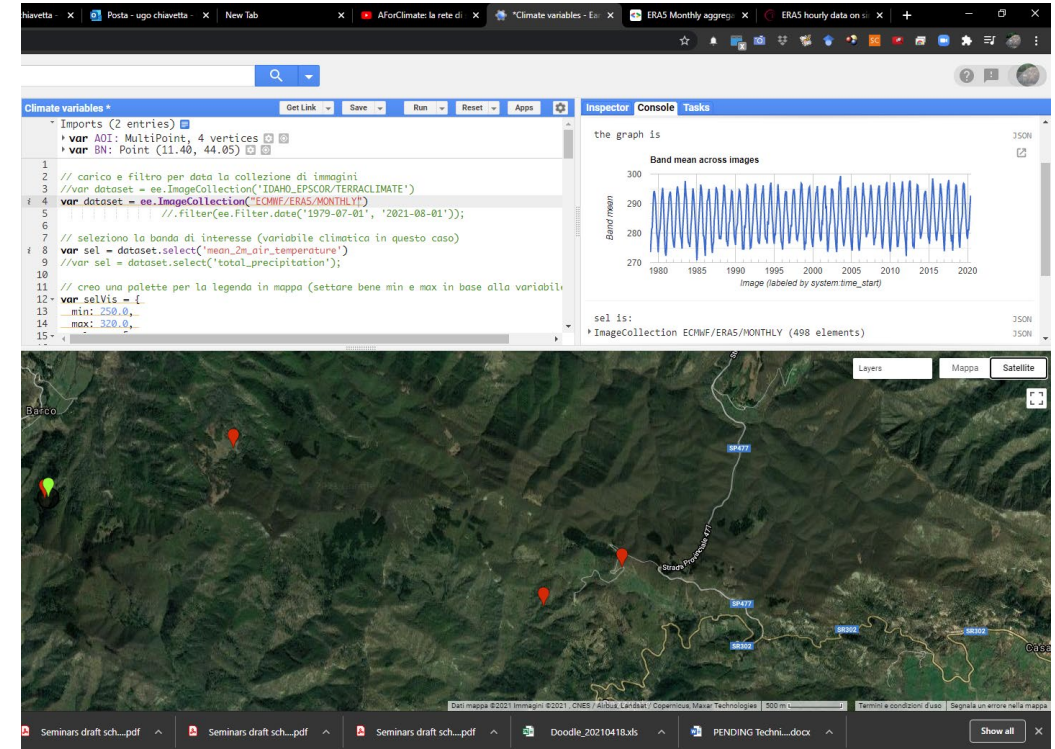 hiavetta - X Posta - ugo chiavetta - X New Tab X AForClimate: la rete di X *Climate variables - Ear X ERA5 Monthly aggrega X ERA5 hourly data on si X +
Climate variables * Get Link Save Run Reset Apps
Inspector Console Tasks
Imports (2 entries)
var AOI: MultiPoint, 4 vertices
var BN: Point (11.40, 44.05)
1
2 // carico e filtro per data la collezione di immagini
3 //var dataset = ee.ImageCollection('IDAHO_EPSCOR/TERRACLIMATE')
i 4 var dataset = ee.ImageCollection("ECMWF/ERA5/MONTHLY")
5 //.filter(ee.Filter.date('1979-07-01', '2021-08-01'));
6
7 // seleziono la banda di interesse (variabile climatica in questo caso)
i 8 var sel = dataset.select('mean_2m_air_temperature')
9 //var sel = dataset.select('total_precipitation');
10
11 // creo una palette per la legenda in mappa (settare bene min e max in base alla variabil
12 var selVis = {
13 min: 250.0,
14 max: 320.0,
15
the graph is JSON
Band mean across images
300
290
280
270
Band mean
1980 1985 1990 1995 2000 2005 2010 2015 2020
Image (labeled by system:time_start)
sel is: JSON
ImageCollection ECMWF/ERA5/MONTHLY (498 elements) JSON
Layers Mappa Satellite
Barco
SP477
Strada Provinciale 477
SP477
SR302
SR302
SR302
Casa
Dati mappa ©2021 Immagini ©2021 , CNES / Airbus, Landsat / Copernicus, Maxar Technologies 500 m Termini e condizioni d'uso Segnala un errore nella mappa
Seminars draft sch....pdf Seminars draft sch....pdf Seminars draft sch....pdf Doodle_20210418.xls PENDING Techni....docx Show all X